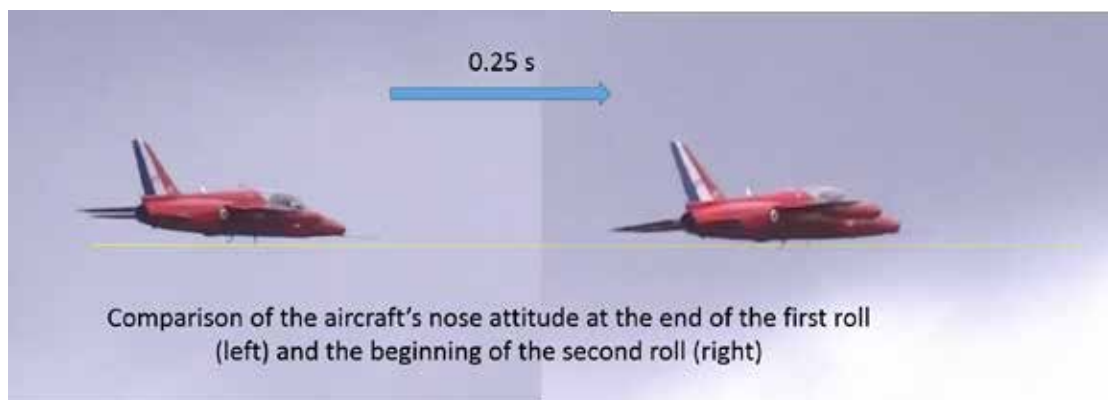 0.25 s
Comparison of the aircraft's nose attitude at the end of the first roll
(left) and the beginning of the second roll (right)